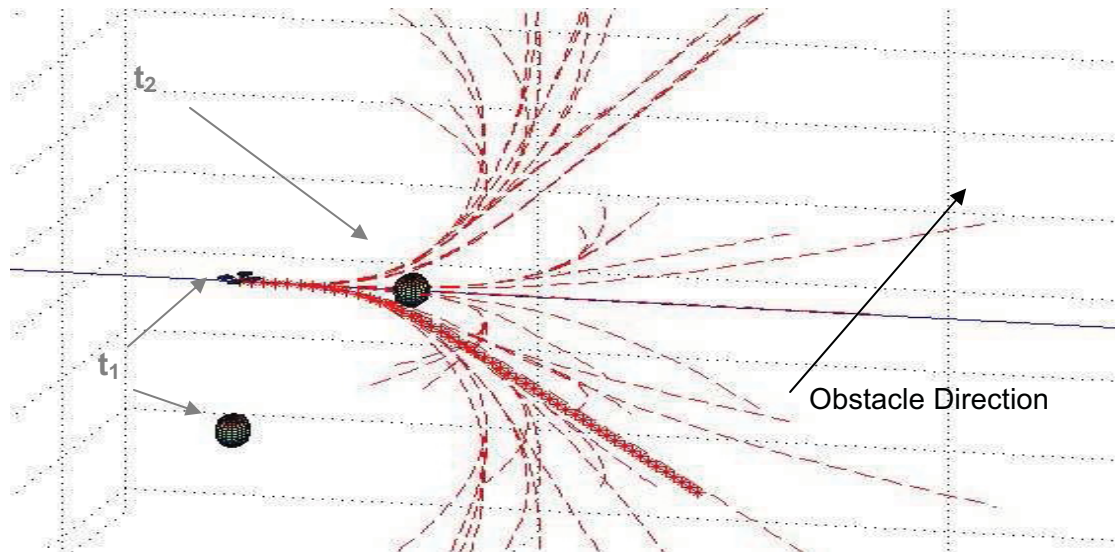 t₂
t₁
Obstacle Direction